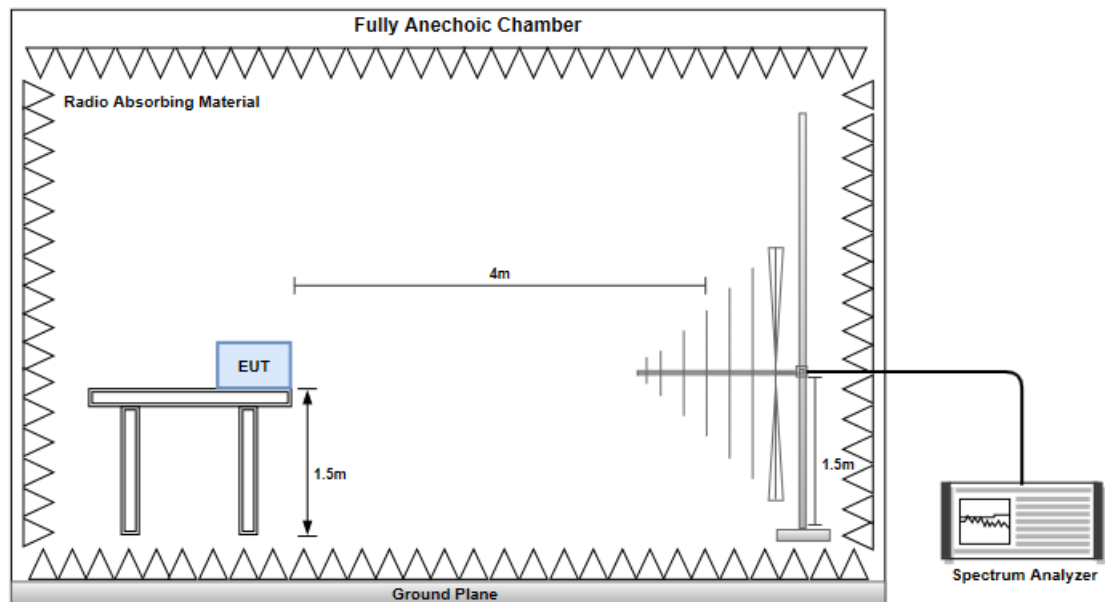 Fully Anechoic Chamber
Radio Absorbing Material
4m
EUT
1.5m
1.5m
Spectrum Analyzer
Ground Plane